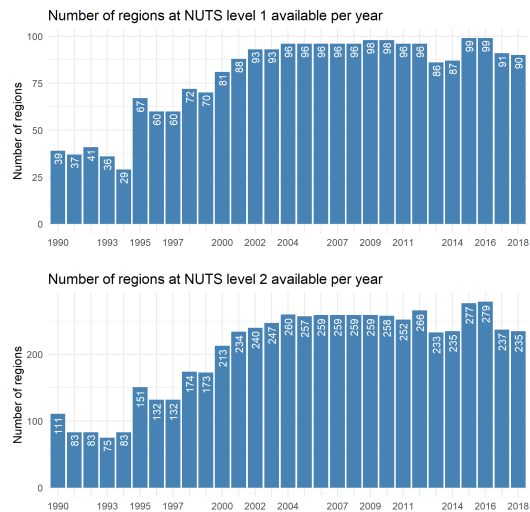 Number of regions at NUTS level 1 available per year
Number of regions
100
75
50
25
0
39 37 41 36 29 67 60 60 72 70 81 88 93 93 96 96 96 96 96 98 98 96 96 86 87 99 99 91 90
1990 1993 1995 1997 2000 2002 2004 2007 2009 2011 2014 2016 2018
Number of regions at NUTS level 2 available per year
Number of regions
200
100
0
111 83 83 75 83 151 132 132 174 173 213 234 240 247 260 257 259 259 259 259 258 252 266 233 235 277 279 237 235
1990 1993 1995 1997 2000 2002 2004 2007 2009 2011 2014 2016 2018